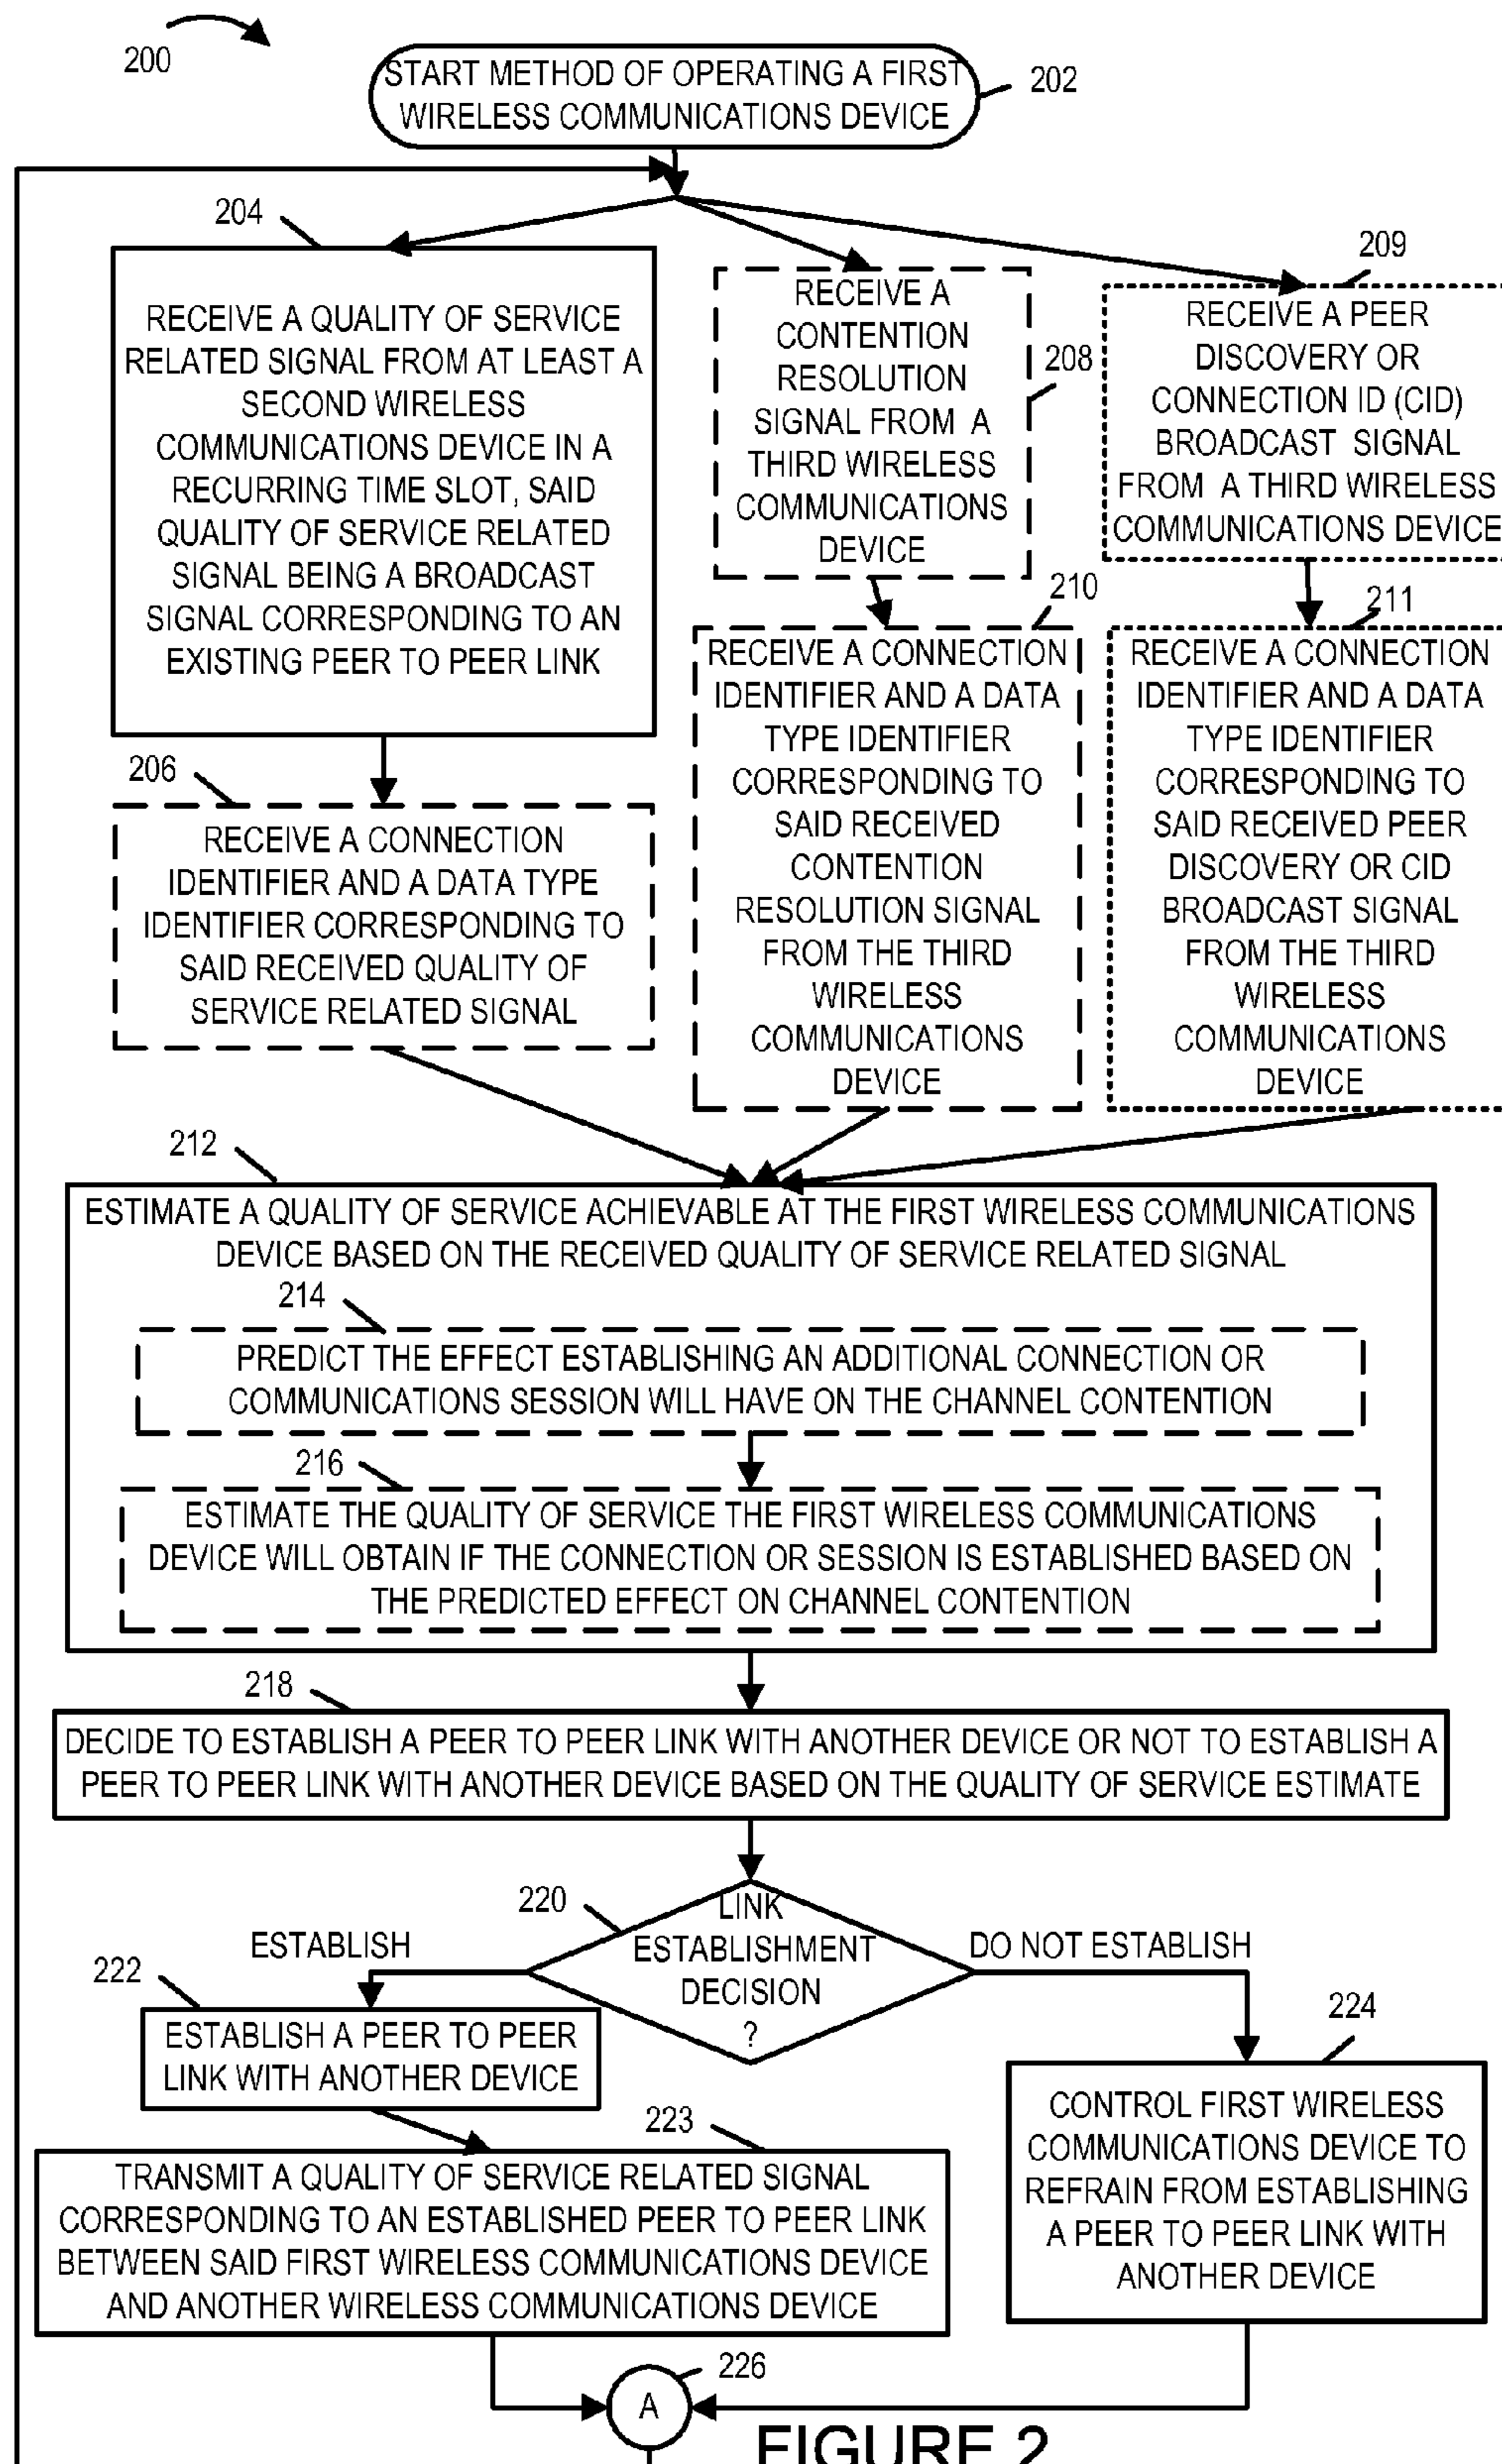 200
START METHOD OF OPERATING A FIRST
WIRELESS COMMUNICATIONS DEVICE
202
204
RECEIVE A QUALITY OF SERVICE
RELATED SIGNAL FROM AT LEAST A
SECOND WIRELESS
COMMUNICATIONS DEVICE IN A
RECURRING TIME SLOT, SAID
QUALITY OF SERVICE RELATED
SIGNAL BEING A BROADCAST
SIGNAL CORRESPONDING TO AN
EXISTING PEER TO PEER LINK
RECEIVE A
CONTENTION
RESOLUTION
SIGNAL FROM A
THIRD WIRELESS
COMMUNICATIONS
DEVICE
208
209
RECEIVE A PEER
DISCOVERY OR
CONNECTION ID (CID)
BROADCAST SIGNAL
FROM A THIRD WIRELESS
COMMUNICATIONS DEVICE
206
RECEIVE A CONNECTION
IDENTIFIER AND A DATA TYPE
IDENTIFIER CORRESPONDING TO
SAID RECEIVED QUALITY OF
SERVICE RELATED SIGNAL
210
RECEIVE A CONNECTION
IDENTIFIER AND A DATA
TYPE IDENTIFIER
CORRESPONDING TO
SAID RECEIVED
CONTENTION
RESOLUTION SIGNAL
FROM THE THIRD
WIRELESS
COMMUNICATIONS
DEVICE
211
RECEIVE A CONNECTION
IDENTIFIER AND A DATA
TYPE IDENTIFIER
CORRESPONDING TO
SAID RECEIVED PEER
DISCOVERY OR CID
BROADCAST SIGNAL
FROM THE THIRD
WIRELESS
COMMUNICATIONS
DEVICE
212
ESTIMATE A QUALITY OF SERVICE ACHIEVABLE AT THE FIRST WIRELESS COMMUNICATIONS
DEVICE BASED ON THE RECEIVED QUALITY OF SERVICE RELATED SIGNAL
214
PREDICT THE EFFECT ESTABLISHING AN ADDITIONAL CONNECTION OR
COMMUNICATIONS SESSION WILL HAVE ON THE CHANNEL CONTENTION
216
ESTIMATE THE QUALITY OF SERVICE THE FIRST WIRELESS COMMUNICATIONS
DEVICE WILL OBTAIN IF THE CONNECTION OR SESSION IS ESTABLISHED BASED ON
THE PREDICTED EFFECT ON CHANNEL CONTENTION
218
DECIDE TO ESTABLISH A PEER TO PEER LINK WITH ANOTHER DEVICE OR NOT TO ESTABLISH A
PEER TO PEER LINK WITH ANOTHER DEVICE BASED ON THE QUALITY OF SERVICE ESTIMATE
220
LINK
ESTABLISHMENT
DECISION
?
ESTABLISH
DO NOT ESTABLISH
222
ESTABLISH A PEER TO PEER
LINK WITH ANOTHER DEVICE
223
TRANSMIT A QUALITY OF SERVICE RELATED SIGNAL
CORRESPONDING TO AN ESTABLISHED PEER TO PEER LINK
BETWEEN SAID FIRST WIRELESS COMMUNICATIONS DEVICE
AND ANOTHER WIRELESS COMMUNICATIONS DEVICE
224
CONTROL FIRST WIRELESS
COMMUNICATIONS DEVICE TO
REFRAIN FROM ESTABLISHING
A PEER TO PEER LINK WITH
ANOTHER DEVICE
226
A
FIGURE 2